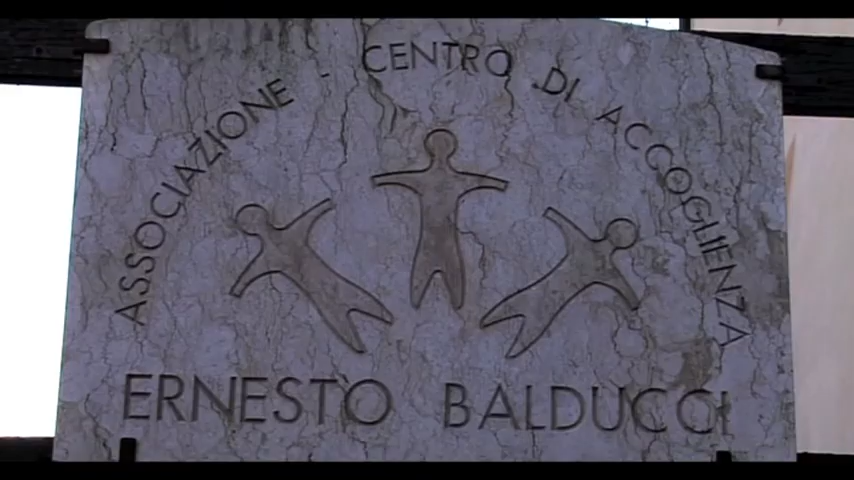 ASSOCIAZIONE - CENTRO DI ACCOGLIENZA
ERNESTO BALDUCCI